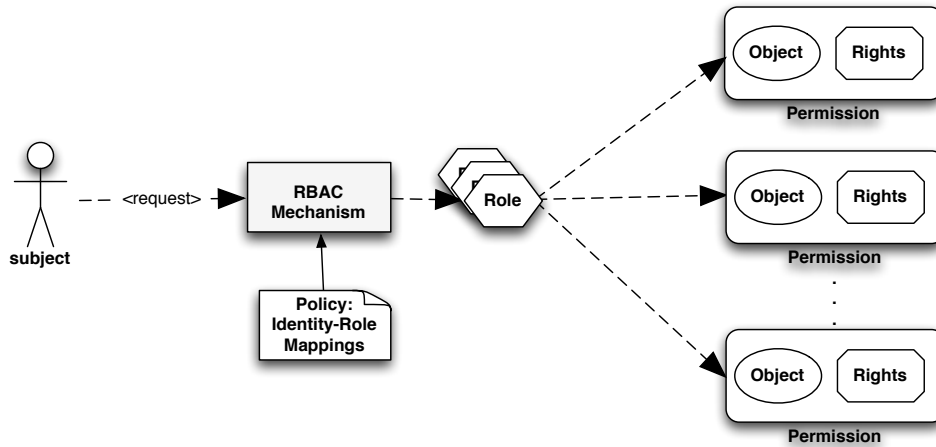 Object
Rights
Permission
subject
<request>
RBAC
Mechanism
Role
Object
Rights
Permission
Policy:
Identity-Role
Mappings
Object
Rights
Permission